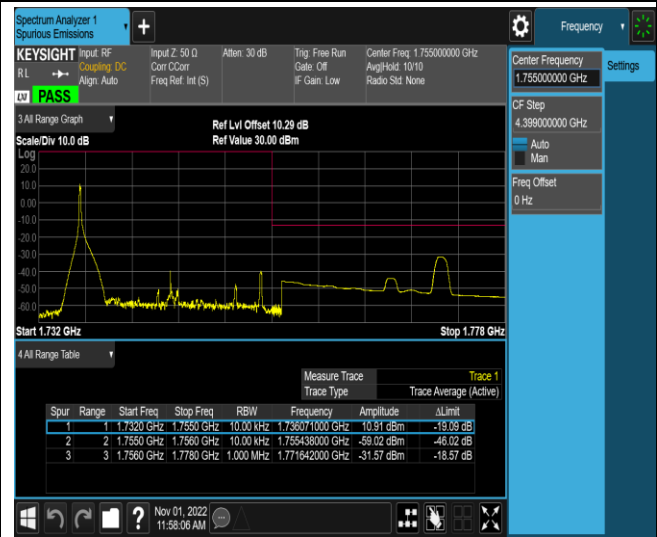 Spectrum Analyzer 1
Spurious Emissions
+
Frequency
KEYSIGHT
RL
LXI PASS
Input: RF
Coupling: DC
Align: Auto
Input Z: 50 Ω
Corr CCorr
Freq Ref: Int (S)
Atten: 30 dB
Trig: Free Run
Gate: Off
IF Gain: Low
Center Freq: 1.755000000 GHz
Avg|Hold: 10/10
Radio Std: None
Center Frequency
1.755000000 GHz
Settings
CF Step
4.399000000 GHz
Auto
Man
Freq Offset
0 Hz
3 All Range Graph
Scale/Div 10.0 dB
Ref Lvl Offset 10.29 dB
Ref Value 30.00 dBm
Log
20.0
10.0
0.00
-10.0
-20.0
-30.0
-40.0
-50.0
-60.0
Start 1.732 GHz
Stop 1.778 GHz
4 All Range Table
Measure Trace Trace 1
Trace Type Trace Average (Active)
Spur Range Start Freq Stop Freq RBW Frequency Amplitude ΔLimit
1 1 1.7320 GHz 1.7550 GHz 10.00 kHz 1.736071000 GHz 10.91 dBm -19.09 dB
2 2 1.7550 GHz 1.7560 GHz 10.00 kHz 1.755438000 GHz -59.02 dBm -46.02 dB
3 3 1.7560 GHz 1.7780 GHz 1.000 MHz 1.771642000 GHz -31.57 dBm -18.57 dB
?
Nov 01, 2022
11:58:06 AM